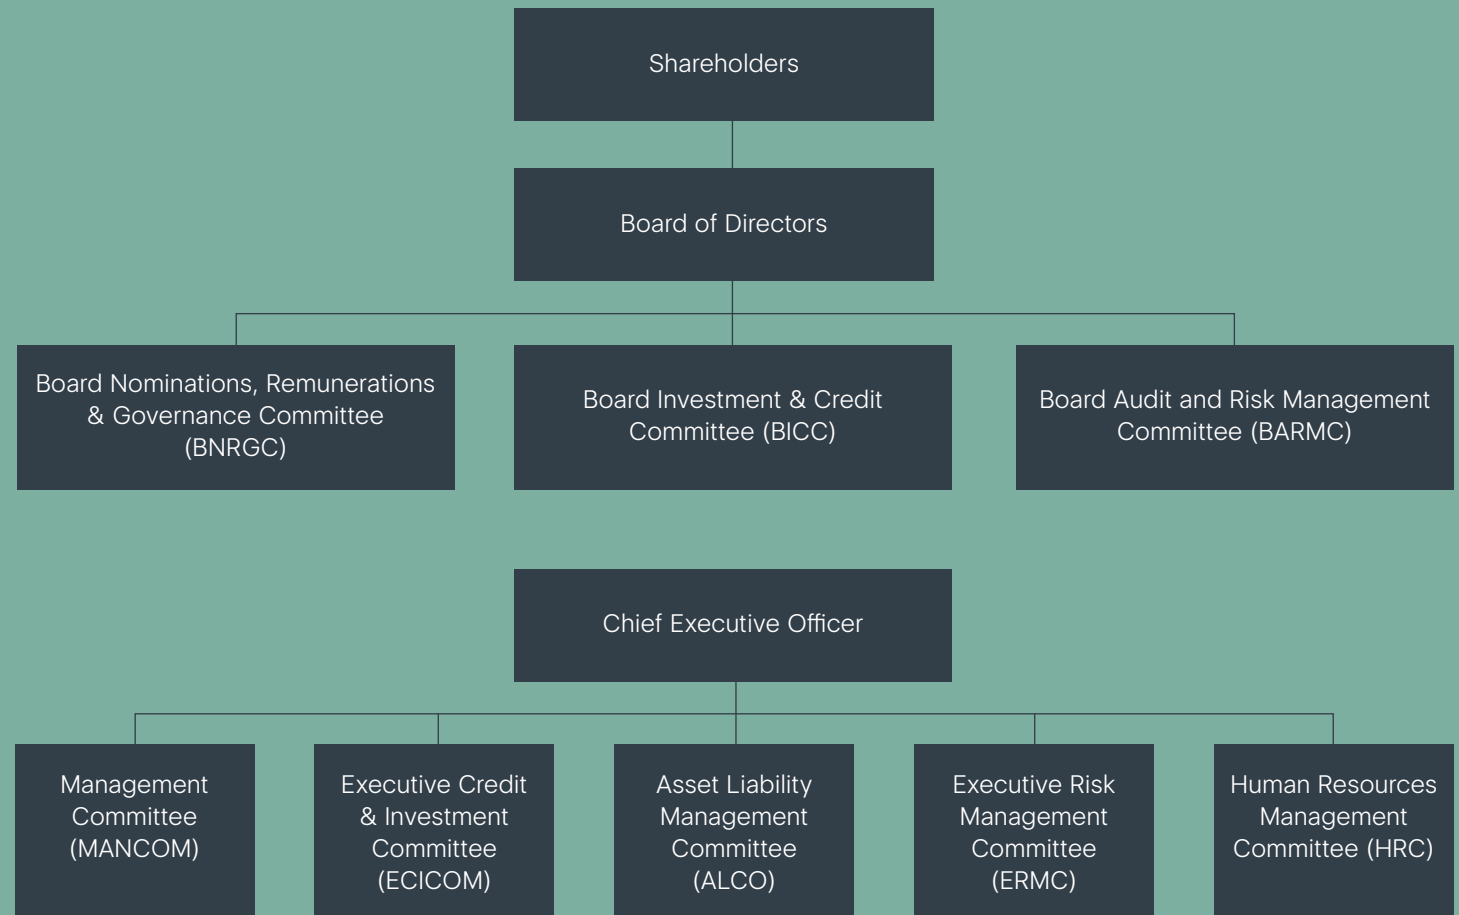 Shareholders
Board of Directors
Board Nominations, Remunerations
& Governance Committee
(BNRGC)
Board Investment & Credit
Committee (BICC)
Board Audit and Risk Management
Committee (BARMC)
Chief Executive Officer
Management
Committee
(MANCOM)
Executive Credit
& Investment
Committee
(ECICOM)
Asset Liability
Management
Committee
(ALCO)
Executive Risk
Management
Committee
(ERMC)
Human Resources
Management
Committee (HRC)